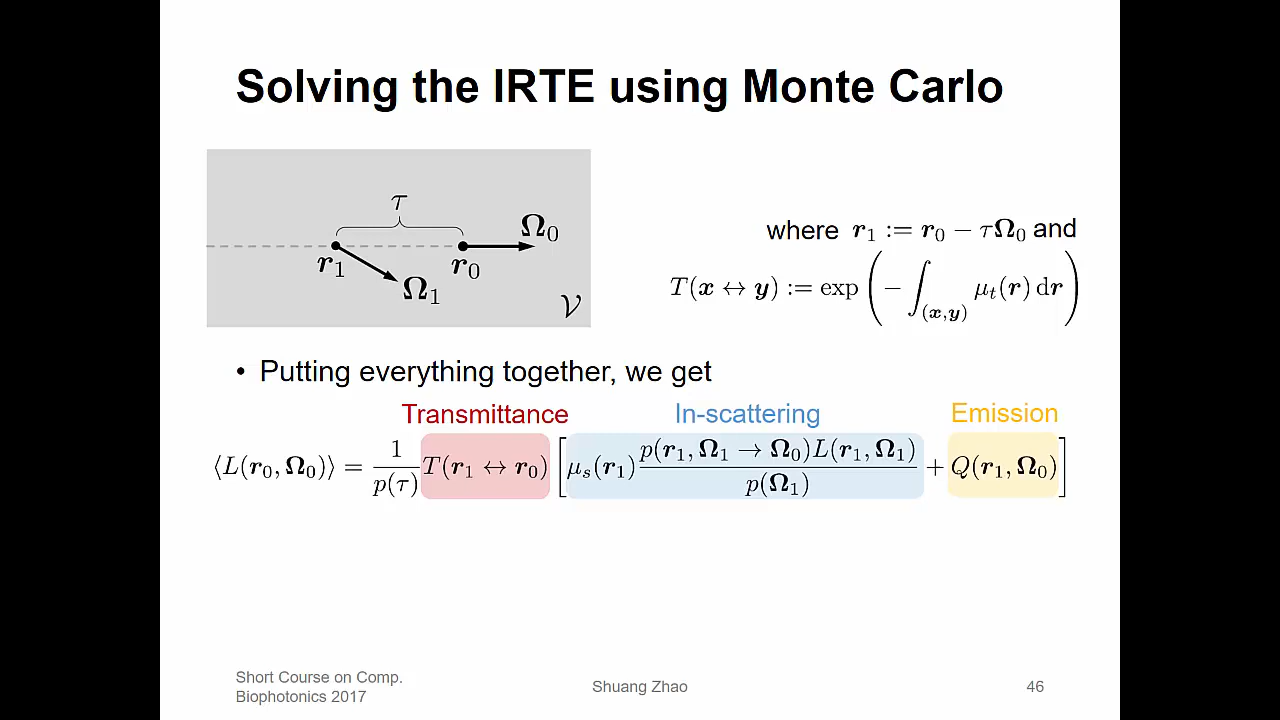 Solving the IRTE using Monte Carlo
τ
Ω₀
r₁
r₀
Ω₁
𝒱
where r₁ := r₀ − τΩ₀ and
T(x ↔ y) := exp(−∫_(x,y) μₜ(r) dr)
• Putting everything together, we get
Transmittance In-scattering Emission
⟨L(r₀, Ω₀)⟩ = 1/p(τ) T(r₁ ↔ r₀) [μₛ(r₁) p(r₁, Ω₁ → Ω₀)L(r₁, Ω₁)/p(Ω₁) + Q(r₁, Ω₀)]
Short Course on Comp.
Biophotonics 2017
Shuang Zhao
46